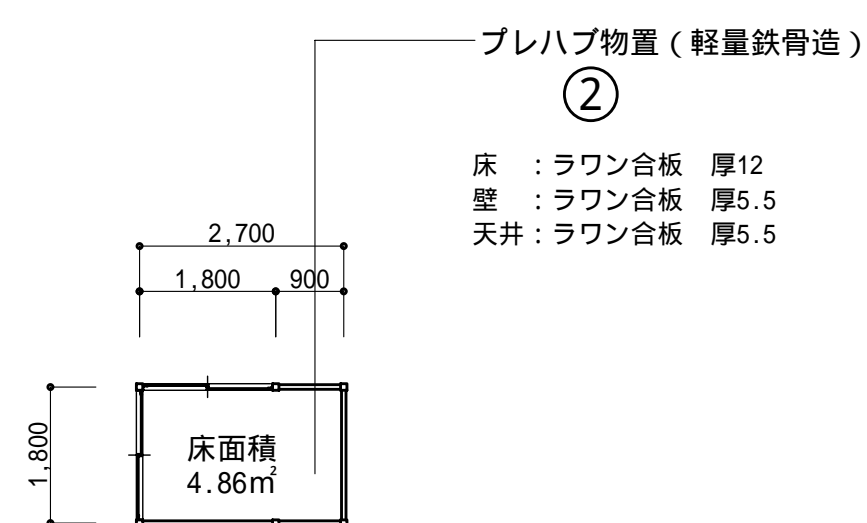 プレハブ物置（軽量鉄骨造）
②
床　：ラワン合板　厚12
壁　：ラワン合板　厚5.5
天井：ラワン合板　厚5.5
2,700
1,800　900
1,800
床面積
4.86㎡